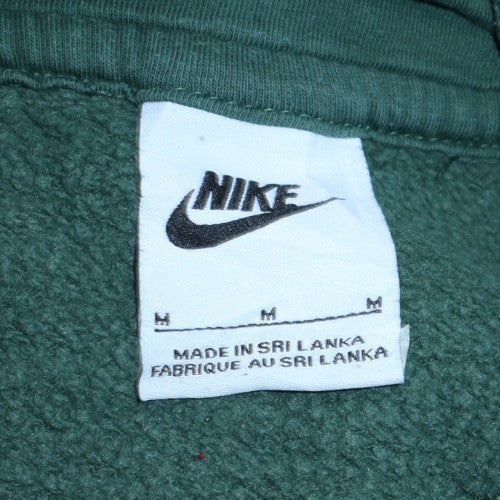 NIKE
M M M
MADE IN SRI LANKA
FABRIQUE AU SRI LANKA